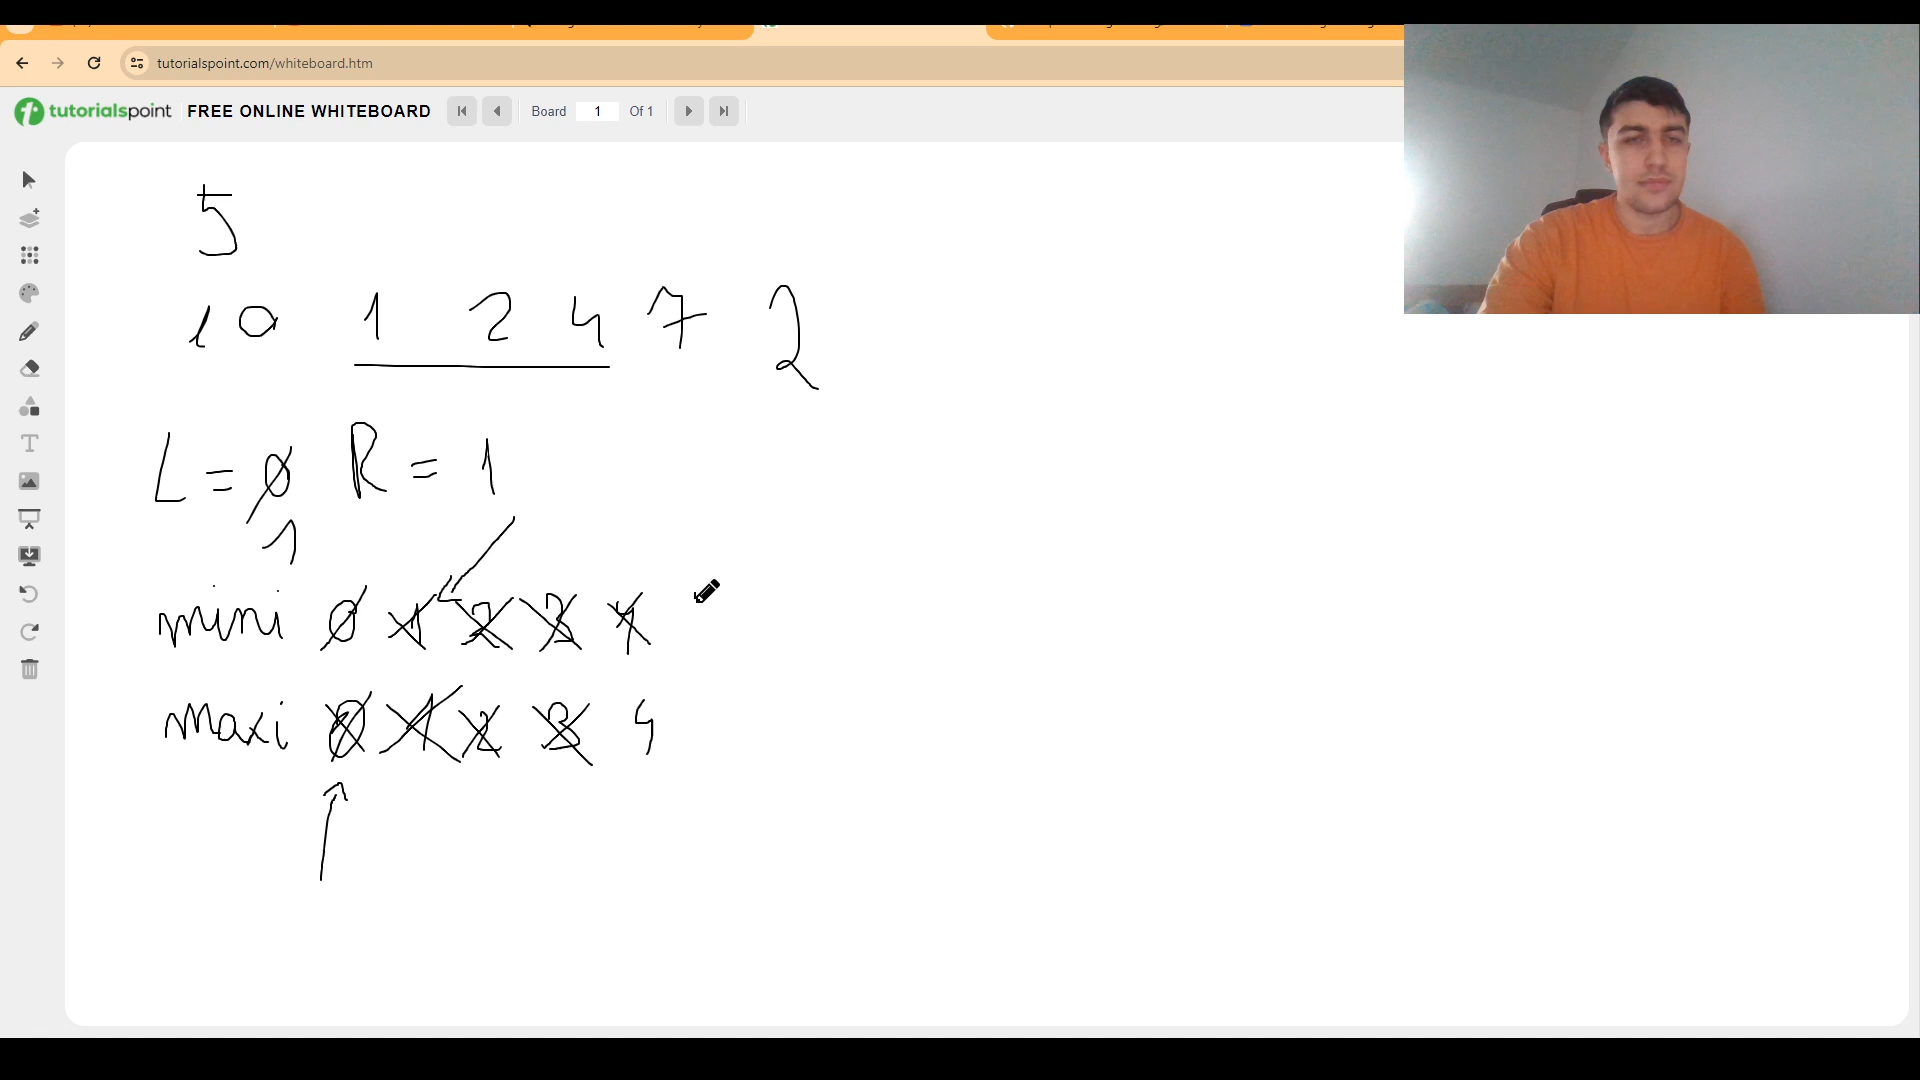 tutorialspoint.com/whiteboard.htm
tutorialspoint FREE ONLINE WHITEBOARD Board 1 Of 1
5
10 1 2 4 7 2
L = 0 R = 1
1
mini 0 1 2 3 4
maxi 0 1 2 3 4